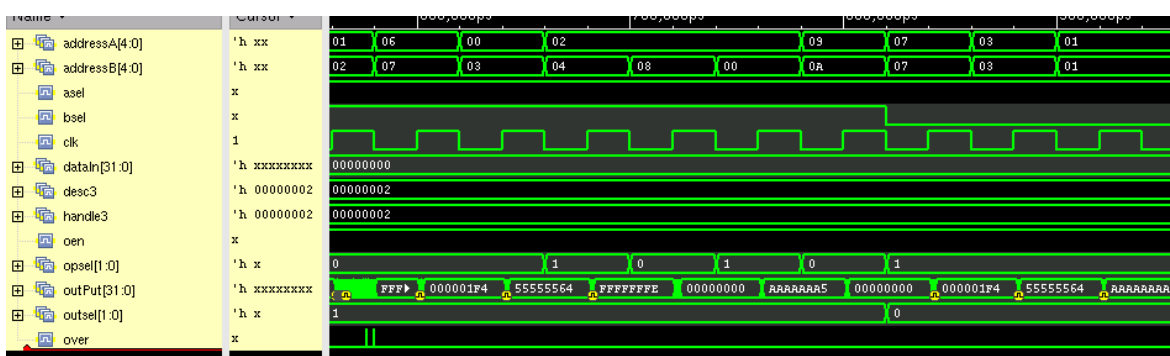 Name Cursor
addressA[4:0] 'h xx 01 06 00 02 09 07 03 01
addressB[4:0] 'h xx 02 07 03 04 08 00 0A 07 03 01
asel x
bsel x
clk 1
dataIn[31:0] 'h xxxxxxxx 00000000
desc3 'h 00000002 00000002
handle3 'h 00000002 00000002
oen x
opsel[1:0] 'h x 0 1 0 1 0 1
outPut[31:0] 'h xxxxxxxx FFF 000001F4 55555564 FFFFFFFE 00000000 AAAAAAA5 00000000 000001F4 55555564 AAAAAAAA
outsel[1:0] 'h x 1 0
over x